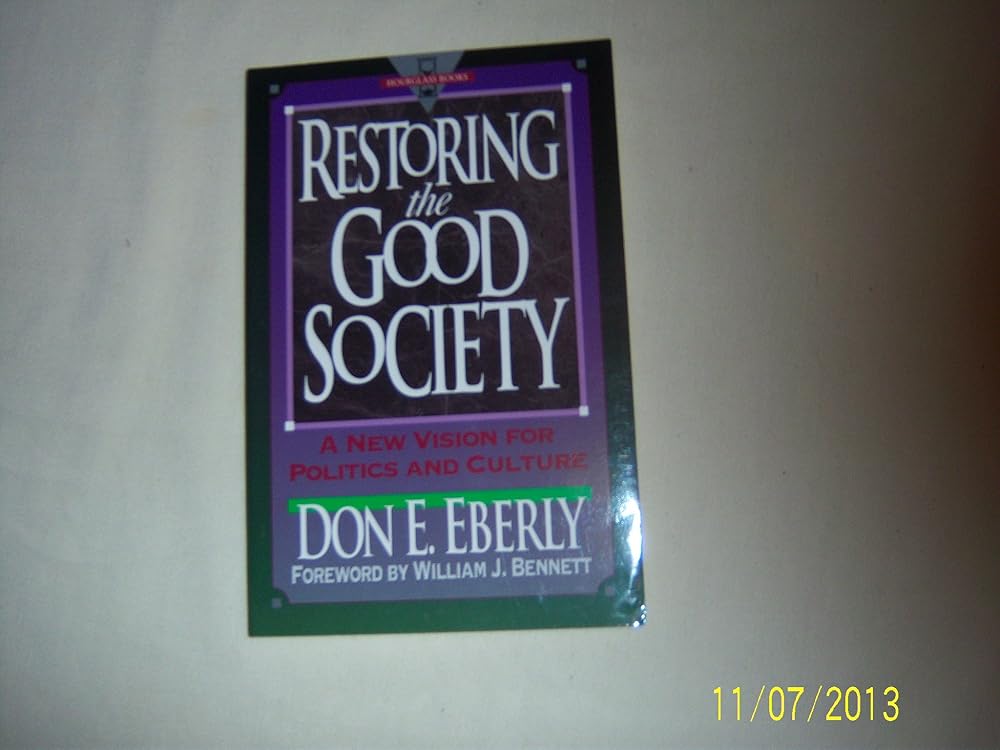 HOURGLASS BOOKS
RESTORING
the
GOOD
SOCIETY
A NEW VISION FOR
POLITICS AND CULTURE
DON E. EBERLY
FOREWORD BY WILLIAM J. BENNETT
11/07/2013